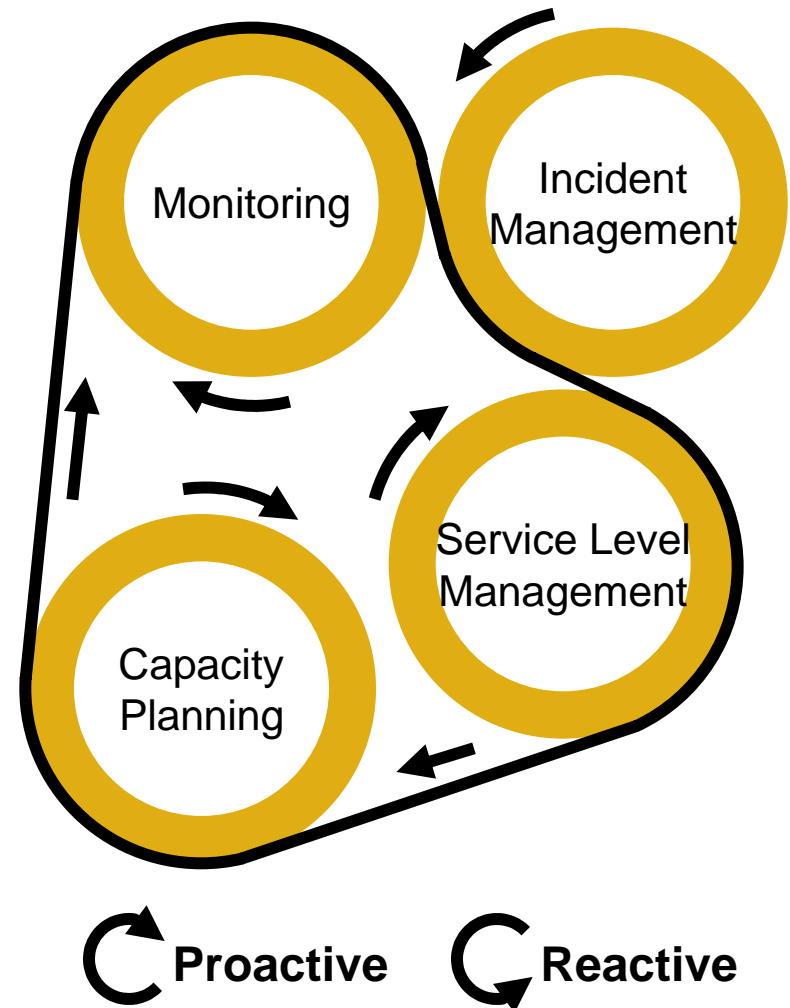 Monitoring
Incident
Management
Service Level
Management
Capacity
Planning
Proactive
Reactive